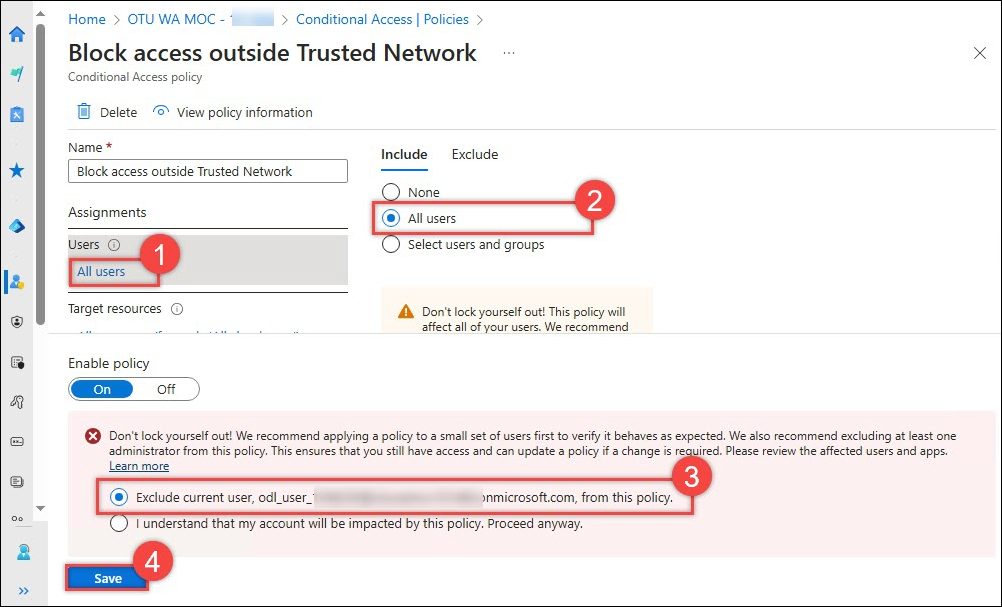 Home > OTU WA MOC - > Conditional Access | Policies >
Block access outside Trusted Network ...
Conditional Access policy
Delete View policy information
Name *
Block access outside Trusted Network
Assignments
Users
1
All users
Target resources
Include Exclude
None
2
All users
Select users and groups
Don't lock yourself out! This policy will
affect all of your users. We recommend
Enable policy
On Off
Don't lock yourself out! We recommend applying a policy to a small set of users first to verify it behaves as expected. We also recommend excluding at least one
administrator from this policy. This ensures that you still have access and can update a policy if a change is required. Please review the affected users and apps.
Learn more
3
Exclude current user, odl_user_ onmicrosoft.com, from this policy.
I understand that my account will be impacted by this policy. Proceed anyway.
4
Save